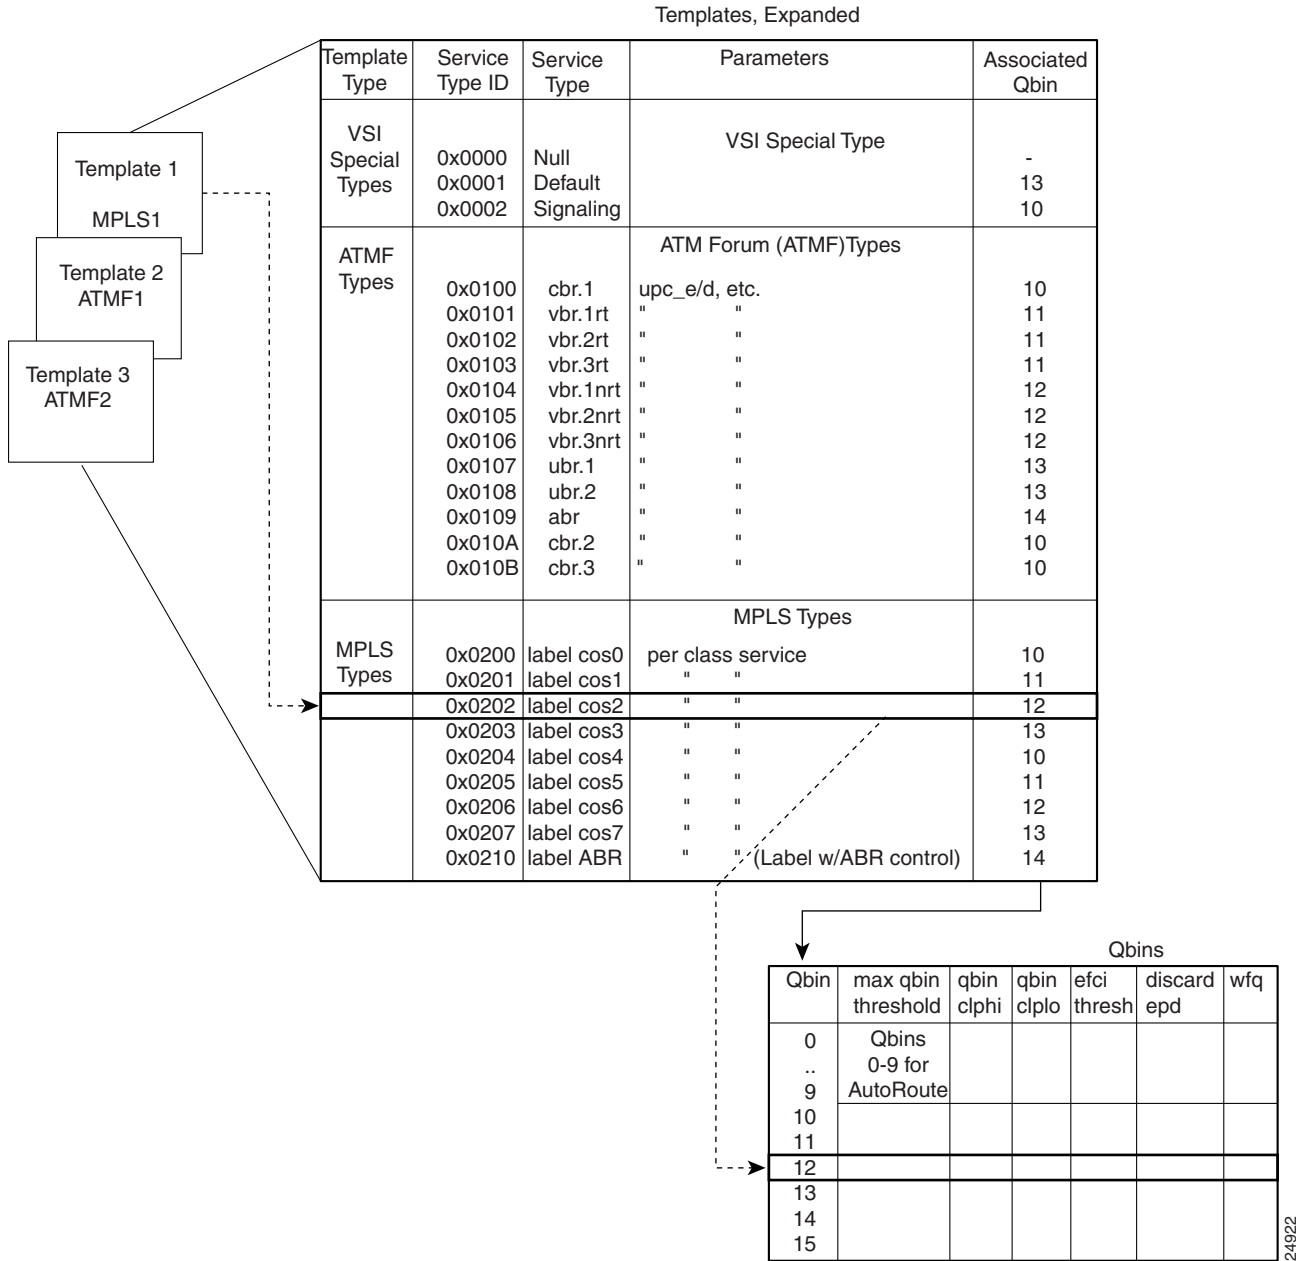 Templates, Expanded
Template 1
MPLS1
Template 2
ATMF1
Template 3
ATMF2
Template Type Service Type ID Service Type Parameters Associated Qbin
VSI Special Types
VSI Special Type
0x0000 Null -
0x0001 Default 13
0x0002 Signaling 10
ATMF Types
ATM Forum (ATMF)Types
0x0100 cbr.1 upc_e/d, etc. 10
0x0101 vbr.1rt " " 11
0x0102 vbr.2rt " " 11
0x0103 vbr.3rt " " 11
0x0104 vbr.1nrt " " 12
0x0105 vbr.2nrt " " 12
0x0106 vbr.3nrt " " 12
0x0107 ubr.1 " " 13
0x0108 ubr.2 " " 13
0x0109 abr " " 14
0x010A cbr.2 " " 10
0x010B cbr.3 " " 10
MPLS Types
MPLS Types
0x0200 label cos0 per class service 10
0x0201 label cos1 " " 11
0x0202 label cos2 " " 12
0x0203 label cos3 " " 13
0x0204 label cos4 " " 10
0x0205 label cos5 " " 11
0x0206 label cos6 " " 12
0x0207 label cos7 " " 13
0x0210 label ABR " " (Label w/ABR control) 14
Qbins
Qbin max qbin threshold qbin clphi qbin clplo efci thresh discard epd wfq
0 Qbins
.. 0-9 for
9 AutoRoute
10
11
12
13
14
15
24922